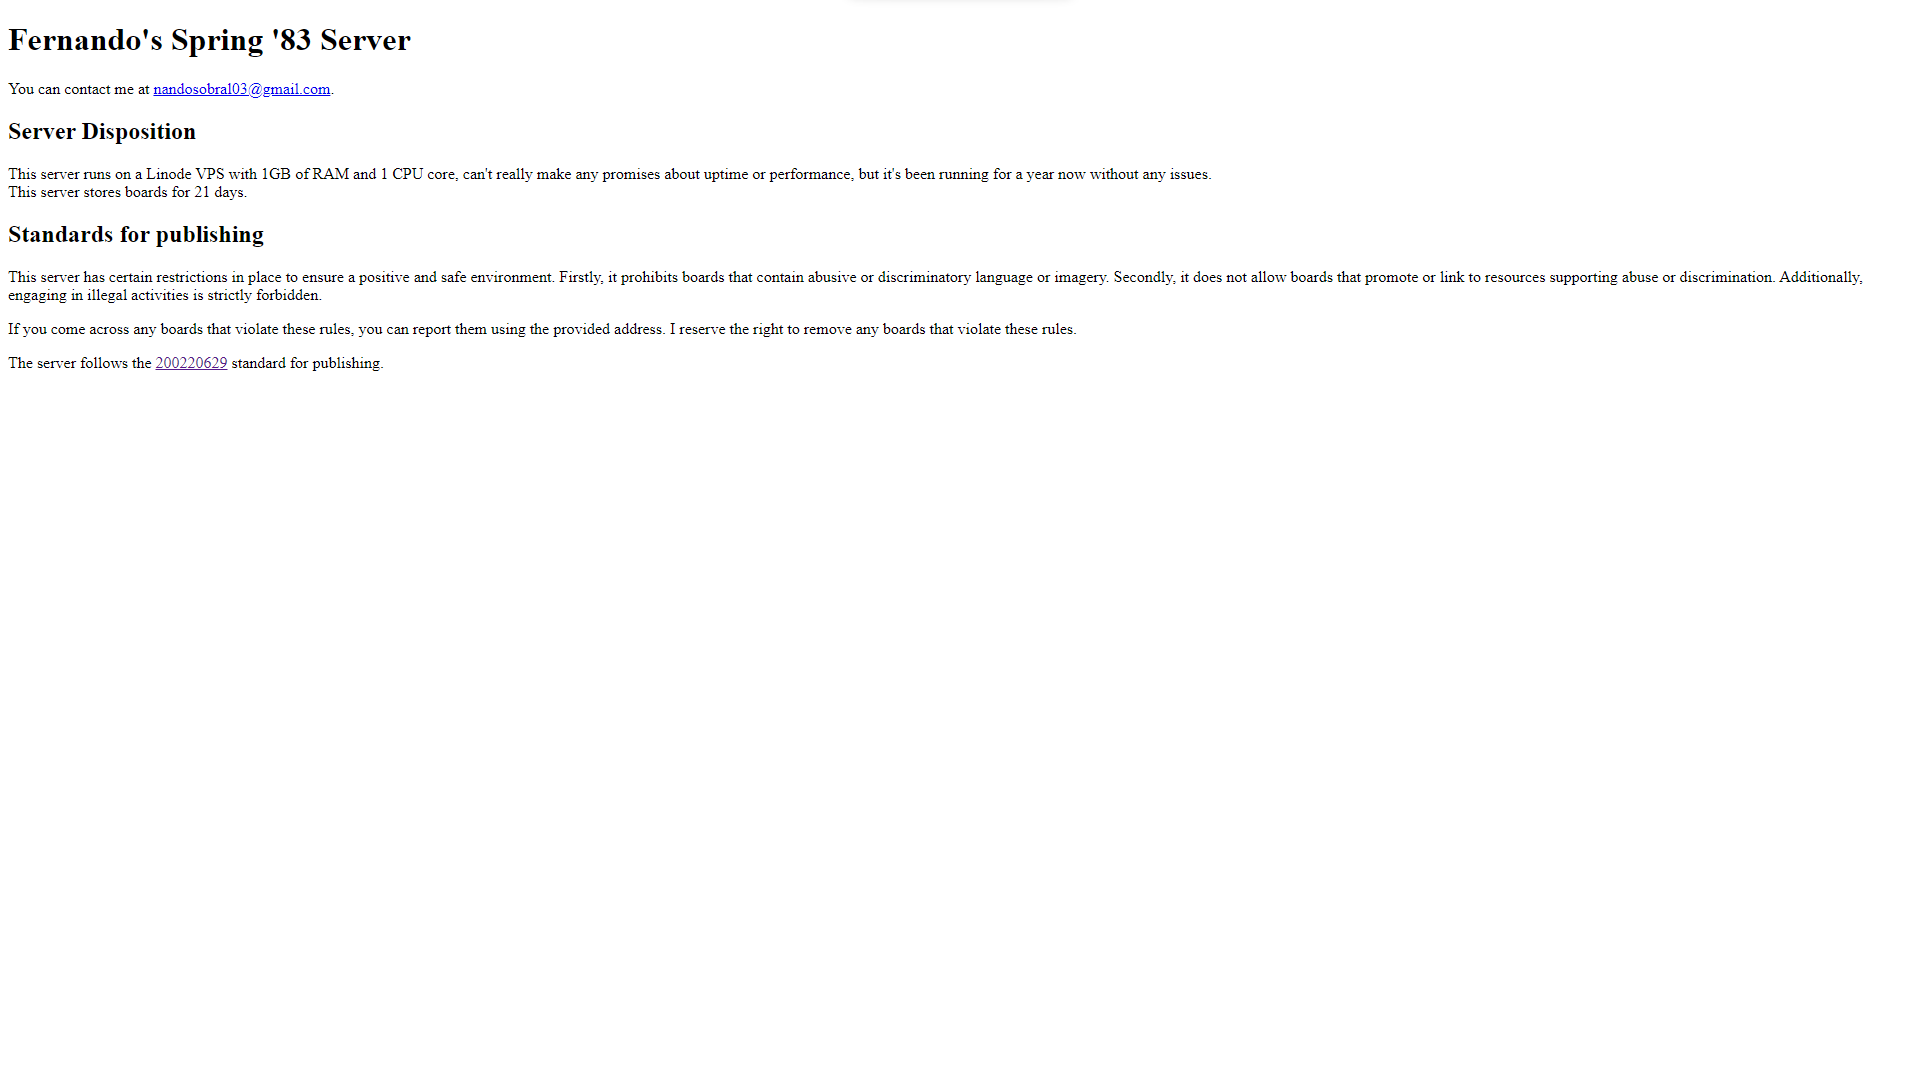 Fernando's Spring '83 Server
You can contact me at nandosobral03@gmail.com.
Server Disposition
This server runs on a Linode VPS with 1GB of RAM and 1 CPU core, can't really make any promises about uptime or performance, but it's been running for a year now without any issues.
This server stores boards for 21 days.
Standards for publishing
This server has certain restrictions in place to ensure a positive and safe environment. Firstly, it prohibits boards that contain abusive or discriminatory language or imagery. Secondly, it does not allow boards that promote or link to resources supporting abuse or discrimination. Additionally,
engaging in illegal activities is strictly forbidden.
If you come across any boards that violate these rules, you can report them using the provided address. I reserve the right to remove any boards that violate these rules.
The server follows the 200220629 standard for publishing.